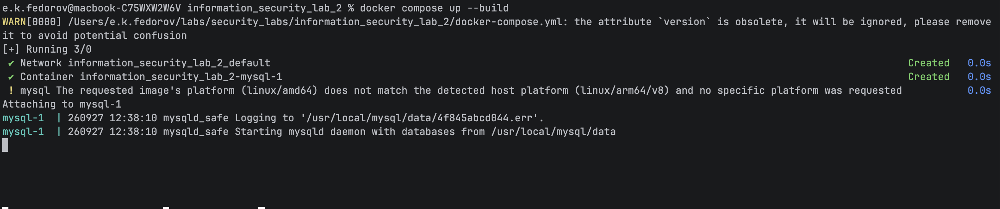 e.k.fedorov@macbook-C75WXW2W6V information_security_lab_2 % docker compose up --build
WARN[0000] /Users/e.k.fedorov/labs/security_labs/information_security_lab_2/docker-compose.yml: the attribute `version` is obsolete, it will be ignored, please remove
it to avoid potential confusion
[+] Running 3/0
✔ Network information_security_lab_2_default Created 0.0s
✔ Container information_security_lab_2-mysql-1 Created 0.0s
! mysql The requested image's platform (linux/amd64) does not match the detected host platform (linux/arm64/v8) and no specific platform was requested 0.0s
Attaching to mysql-1
mysql-1  | 260927 12:38:10 mysqld_safe Logging to '/usr/local/mysql/data/4f845abcd044.err'.
mysql-1  | 260927 12:38:10 mysqld_safe Starting mysqld daemon with databases from /usr/local/mysql/data